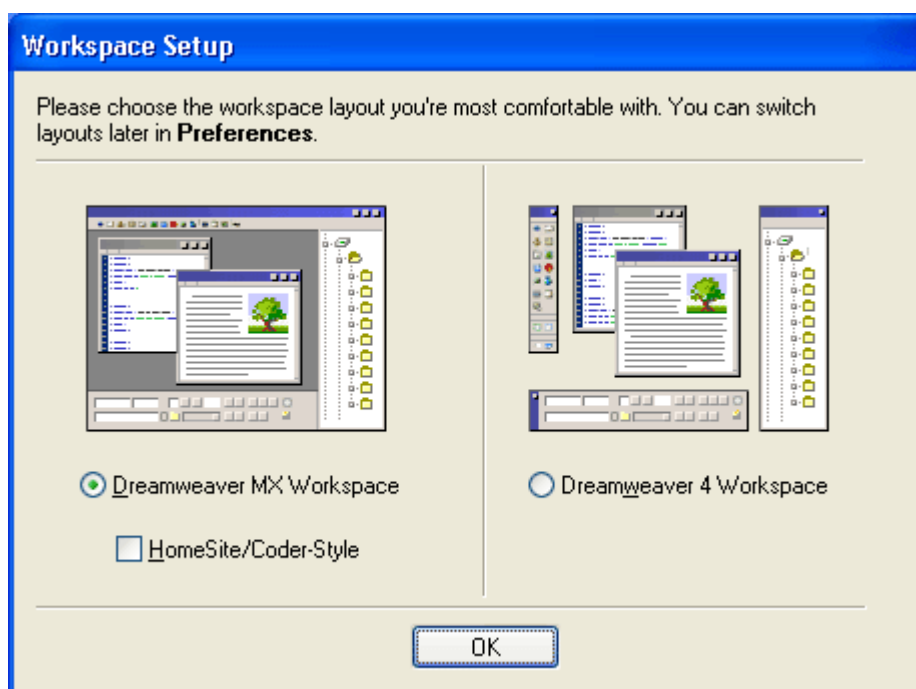 Workspace Setup
Please choose the workspace layout you're most comfortable with. You can switch
layouts later in Preferences.
Dreamweaver MX Workspace
Dreamweaver 4 Workspace
HomeSite/Coder-Style
OK